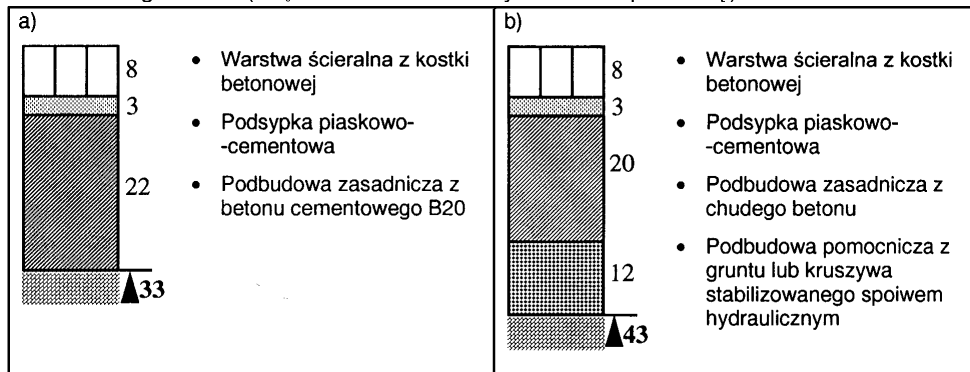 a)
8
3
22
33
• Warstwa ścieralna z kostki
betonowej
• Podsypka piaskowo-
-cementowa
• Podbudowa zasadnicza z
betonu cementowego B20
b)
8
3
20
12
43
• Warstwa ścieralna z kostki
betonowej
• Podsypka piaskowo-
-cementowa
• Podbudowa zasadnicza z
chudego betonu
• Podbudowa pomocnicza z
gruntu lub kruszywa
stabilizowanego spoiwem
hydraulicznym